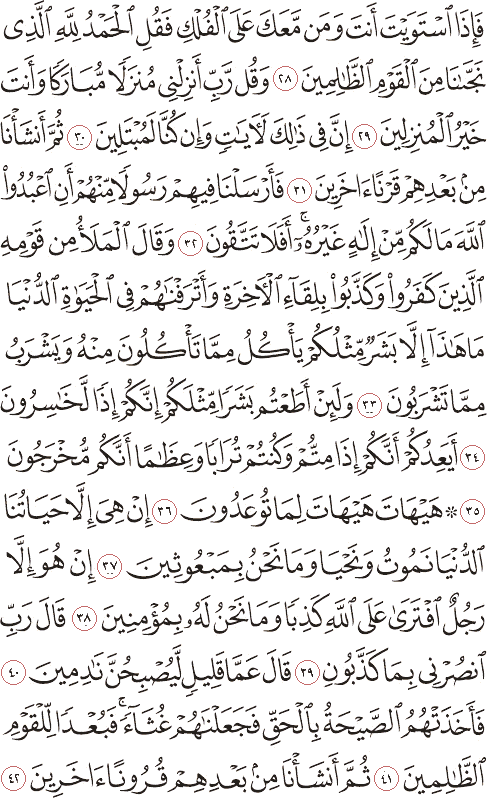 فَإِذَا ٱسْتَوَيْتَ أَنتَ وَمَن مَّعَكَ عَلَى ٱلْفُلْكِ فَقُلِ ٱلْحَمْدُ لِلَّهِ ٱلَّذِى
نَجَّىٰنَا مِنَ ٱلْقَوْمِ ٱلظَّٰلِمِينَ ٢٨ وَقُل رَّبِّ أَنزِلْنِى مُنزَلًا مُّبَارَكًا وَأَنتَ
خَيْرُ ٱلْمُنزِلِينَ ٢٩ إِنَّ فِى ذَٰلِكَ لَءَايَٰتٍ وَإِن كُنَّا لَمُبْتَلِينَ ٣٠ ثُمَّ أَنشَأْنَا
مِنۢ بَعْدِهِمْ قَرْنًا ءَاخَرِينَ ٣١ فَأَرْسَلْنَا فِيهِمْ رَسُولًا مِّنْهُمْ أَنِ ٱعْبُدُوا۟
ٱللَّهَ مَا لَكُم مِّنْ إِلَٰهٍ غَيْرُهُۥٓ ۚ أَفَلَا تَتَّقُونَ ٣٢ وَقَالَ ٱلْمَلَأُ مِن قَوْمِهِ
ٱلَّذِينَ كَفَرُوا۟ وَكَذَّبُوا۟ بِلِقَآءِ ٱلْءَاخِرَةِ وَأَتْرَفْنَٰهُمْ فِى ٱلْحَيَوٰةِ ٱلدُّنْيَا
مَا هَٰذَآ إِلَّا بَشَرٌ مِّثْلُكُمْ يَأْكُلُ مِمَّا تَأْكُلُونَ مِنْهُ وَيَشْرَبُ
مِمَّا تَشْرَبُونَ ٣٣ وَلَئِنْ أَطَعْتُم بَشَرًا مِّثْلَكُمْ إِنَّكُمْ إِذًا لَّخَٰسِرُونَ
٣٤ أَيَعِدُكُمْ أَنَّكُمْ إِذَا مِتُّمْ وَكُنتُمْ تُرَابًا وَعِظَٰمًا أَنَّكُم مُّخْرَجُونَ
٣٥ ۞ هَيْهَاتَ هَيْهَاتَ لِمَا تُوعَدُونَ ٣٦ إِنْ هِىَ إِلَّا حَيَاتُنَا
ٱلدُّنْيَا نَمُوتُ وَنَحْيَا وَمَا نَحْنُ بِمَبْعُوثِينَ ٣٧ إِنْ هُوَ إِلَّا
رَجُلٌ ٱفْتَرَىٰ عَلَى ٱللَّهِ كَذِبًا وَمَا نَحْنُ لَهُۥ بِمُؤْمِنِينَ ٣٨ قَالَ رَبِّ
ٱنصُرْنِى بِمَا كَذَّبُونِ ٣٩ قَالَ عَمَّا قَلِيلٍ لَّيُصْبِحُنَّ نَٰدِمِينَ ٤٠
فَأَخَذَتْهُمُ ٱلصَّيْحَةُ بِٱلْحَقِّ فَجَعَلْنَٰهُمْ غُثَآءً ۚ فَبُعْدًا لِّلْقَوْمِ
ٱلظَّٰلِمِينَ ٤١ ثُمَّ أَنشَأْنَا مِنۢ بَعْدِهِمْ قُرُونًا ءَاخَرِينَ ٤٢